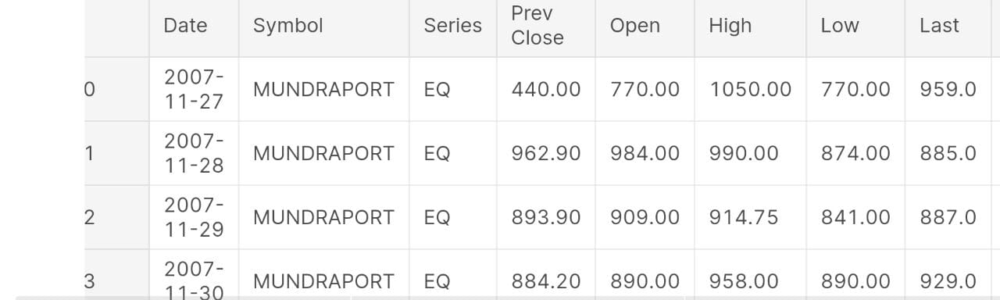 Date Symbol Series Prev Close Open High Low Last
0 2007-11-27 MUNDRAPORT EQ 440.00 770.00 1050.00 770.00 959.0
1 2007-11-28 MUNDRAPORT EQ 962.90 984.00 990.00 874.00 885.0
2 2007-11-29 MUNDRAPORT EQ 893.90 909.00 914.75 841.00 887.0
3 2007-11-30 MUNDRAPORT EQ 884.20 890.00 958.00 890.00 929.0